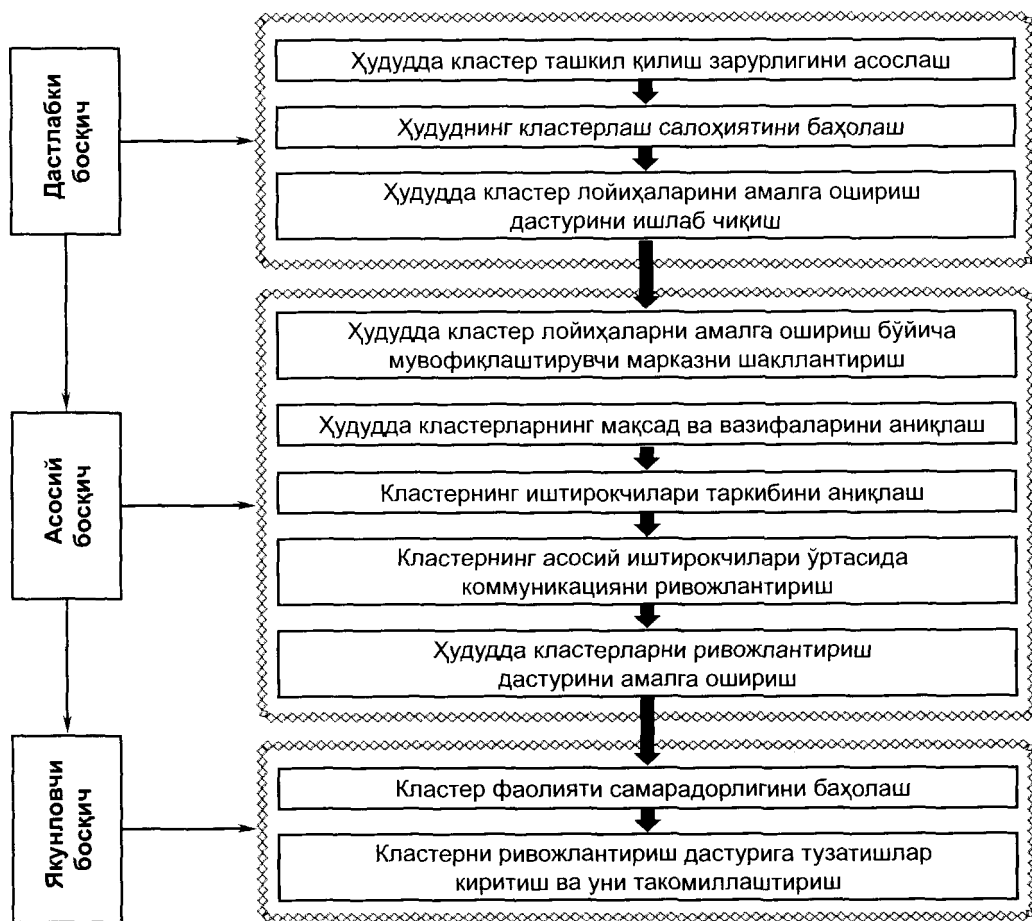 Дастлабки
босқич
Ҳудудда кластер ташкил қилиш зарурлигини асослаш
Ҳудуднинг кластерлаш салоҳиятини баҳолаш
Ҳудудда кластер лойиҳаларини амалга ошириш
дастурини ишлаб чиқиш
Асосий
босқич
Ҳудудда кластер лойиҳаларни амалга ошириш бўйича
мувофиқлаштирувчи марказни шакллантириш
Ҳудудда кластерларнинг мақсад ва вазифаларини аниқлаш
Кластернинг иштирокчилари таркибини аниқлаш
Кластернинг асосий иштирокчилари ўртасида
коммуникацияни ривожлантириш
Ҳудудда кластерларни ривожлантириш
дастурини амалга ошириш
Якунловчи
босқич
Кластер фаолияти самарадорлигини баҳолаш
Кластерни ривожлантириш дастурига тузатишлар
киритиш ва уни такомиллаштириш